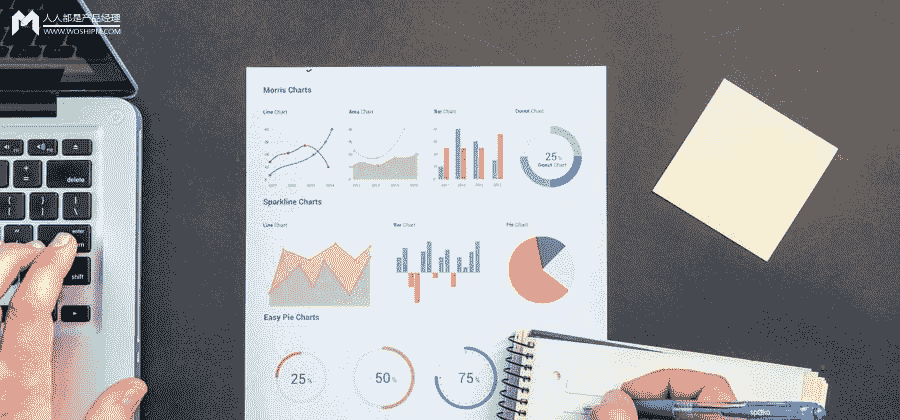 人人都是产品经理
WWW.WOSHIPM.COM
Morris Charts
Line Chart
Area Chart
Bar Chart
Donut Chart
25%
Donut Chart
Sparkline Charts
Line Chart
Bar Chart
Pie Chart
Easy Pie Charts
25%
50%
75%
delete
enter
shift